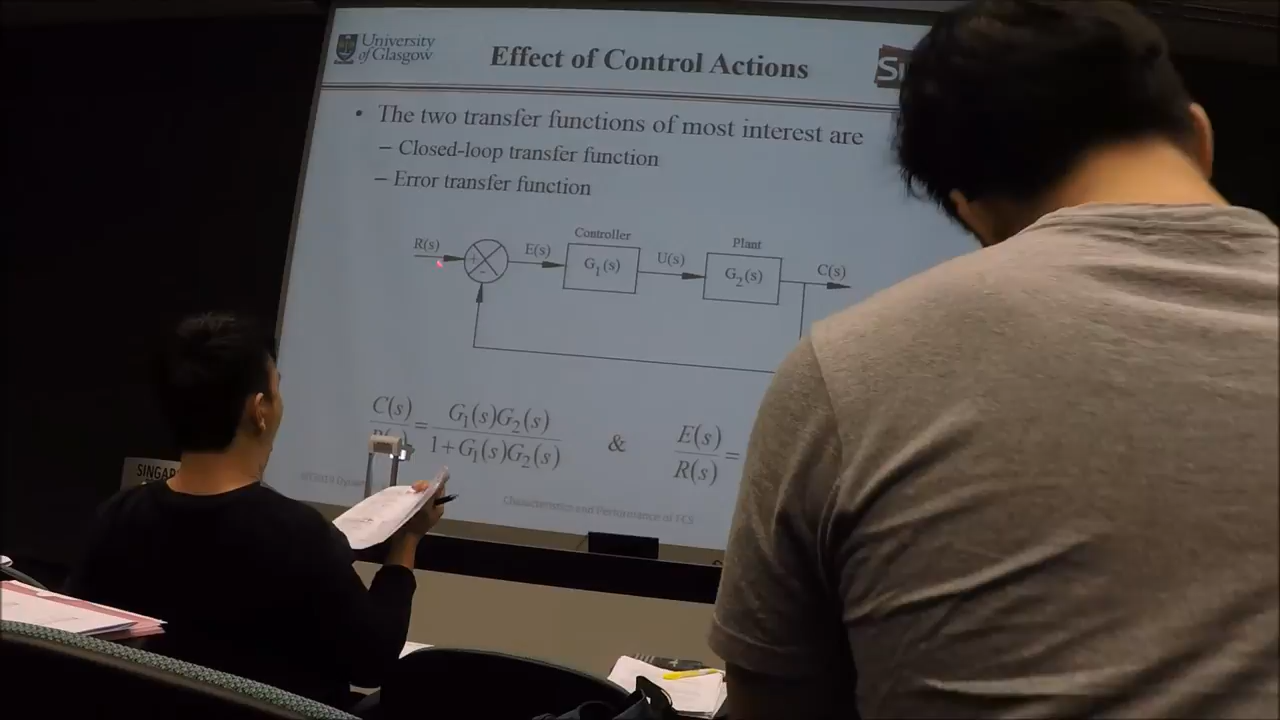 University
of Glasgow
Effect of Control Actions
• The two transfer functions of most interest are
– Closed-loop transfer function
– Error transfer function
R(s)
E(s)
Controller
G₁(s)
U(s)
Plant
G₂(s)
C(s)
+
-
C(s)/R(s) = G₁(s)G₂(s)/1+G₁(s)G₂(s) & E(s)/R(s) =
Characteristics and Performance of FCS